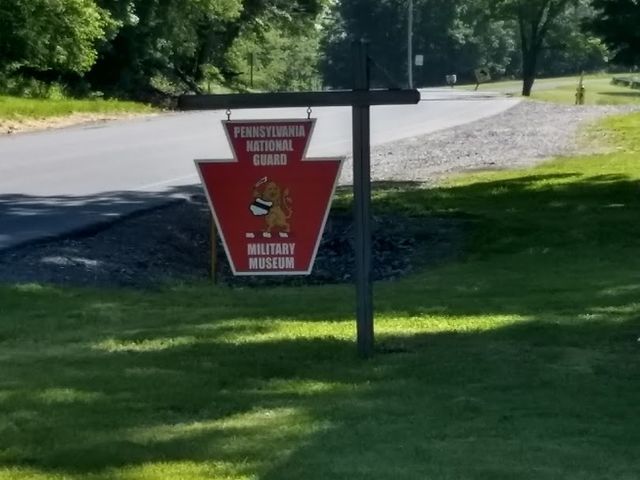 PENNSYLVANIA
NATIONAL
GUARD
MILITARY
MUSEUM